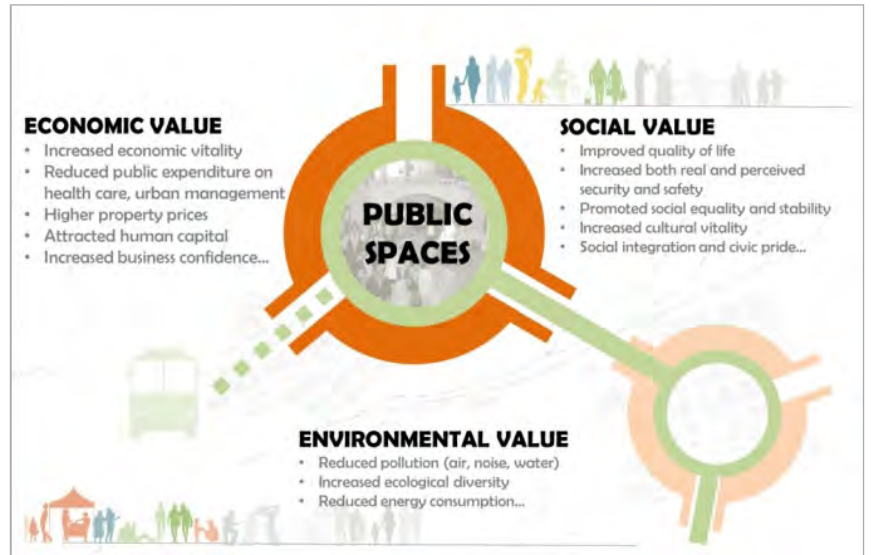 ECONOMIC VALUE
• Increased economic vitality
• Reduced public expenditure on
health care, urban management
• Higher property prices
• Attracted human capital
• Increased business confidence...
PUBLIC
SPACES
SOCIAL VALUE
• Improved quality of life
• Increased both real and perceived
security and safety
• Promoted social equality and stability
• Increased cultural vitality
• Social integration and civic pride...
ENVIRONMENTAL VALUE
• Reduced pollution (air, noise, water)
• Increased ecological diversity
• Reduced energy consumption...